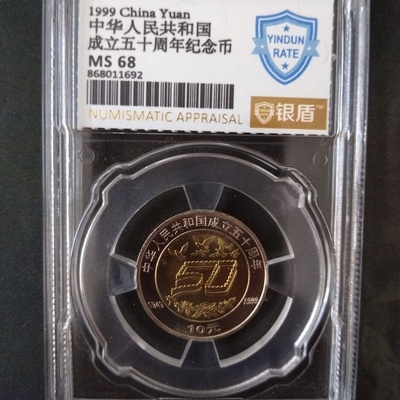 1999 China Yuan
中华人民共和国
成立五十周年纪念币
MS 68
868011692
NUMISMATIC APPRAISAL
YINDUN
RATE
银盾™
中华人民共和国成立五十周年
50
1949
1999
10元